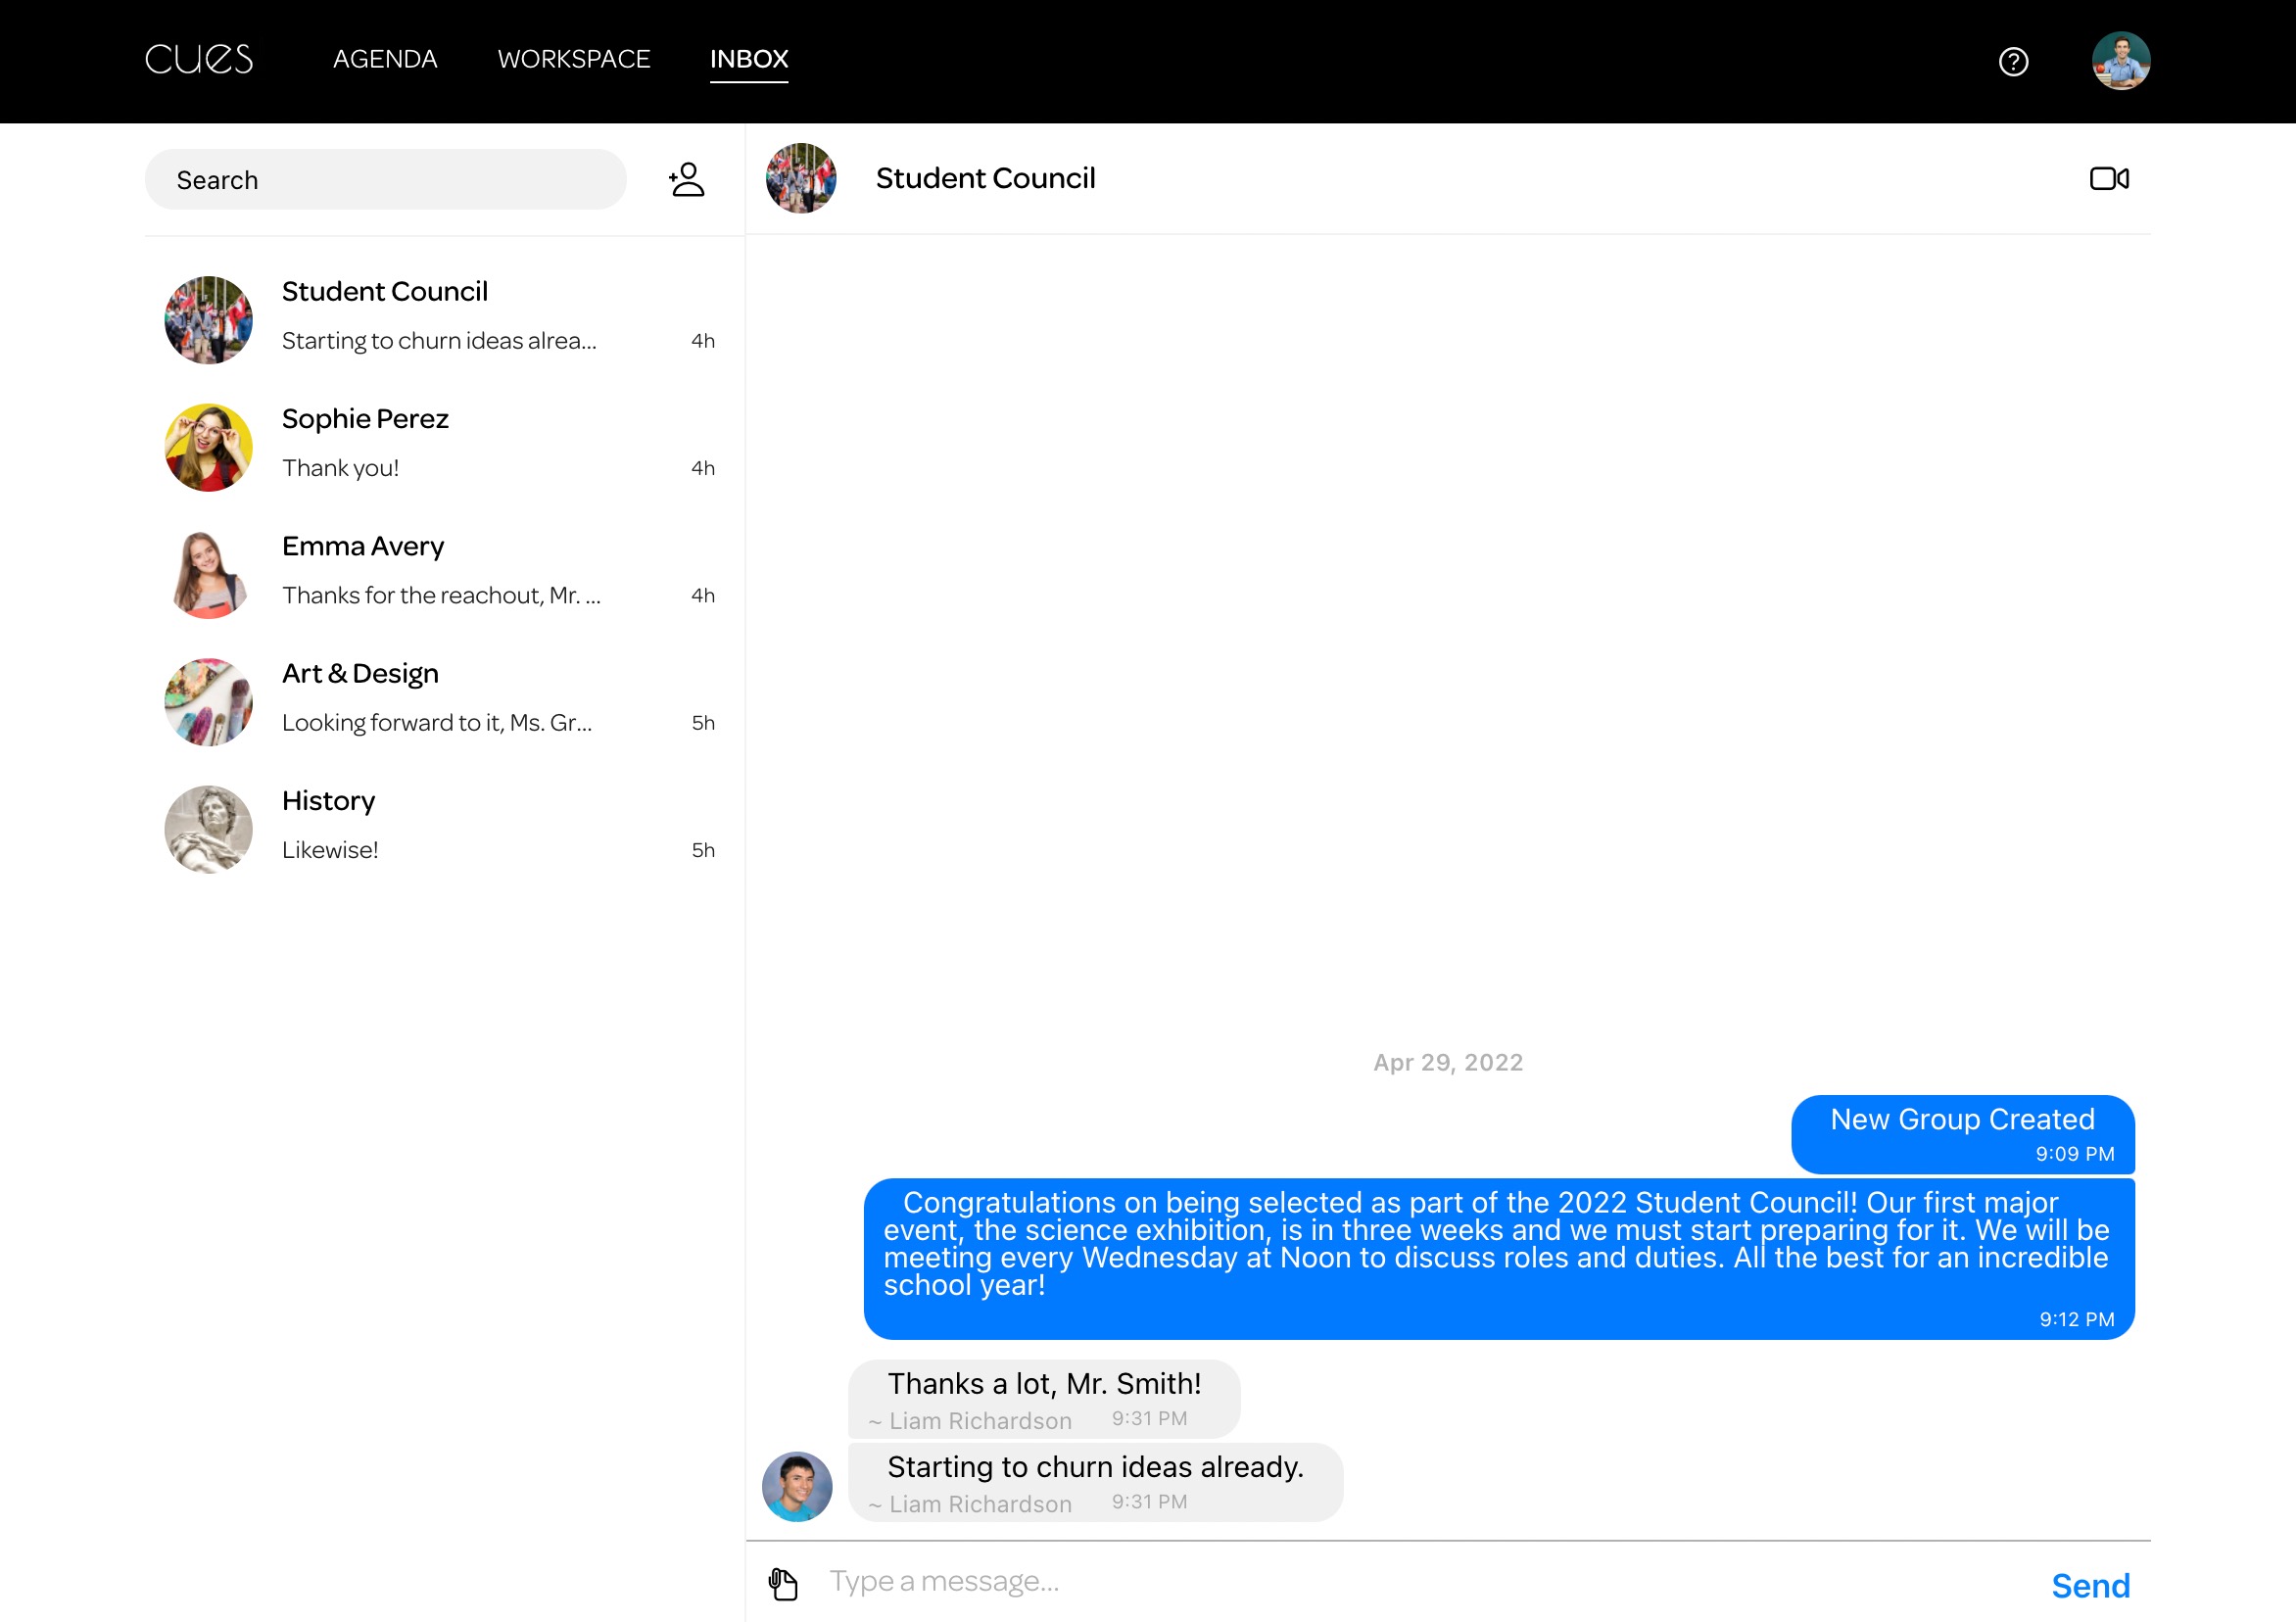 cues
AGENDA
WORKSPACE
INBOX
Search
Student Council
Starting to churn ideas alrea...
4h
Sophie Perez
Thank you!
4h
Emma Avery
Thanks for the reachout, Mr. ...
4h
Art & Design
Looking forward to it, Ms. Gr...
5h
History
Likewise!
5h
Student Council
Apr 29, 2022
New Group Created
9:09 PM
Congratulations on being selected as part of the 2022 Student Council! Our first major
event, the science exhibition, is in three weeks and we must start preparing for it. We will be
meeting every Wednesday at Noon to discuss roles and duties. All the best for an incredible
school year!
9:12 PM
Thanks a lot, Mr. Smith!
~ Liam Richardson 9:31 PM
Starting to churn ideas already.
~ Liam Richardson 9:31 PM
Type a message...
Send